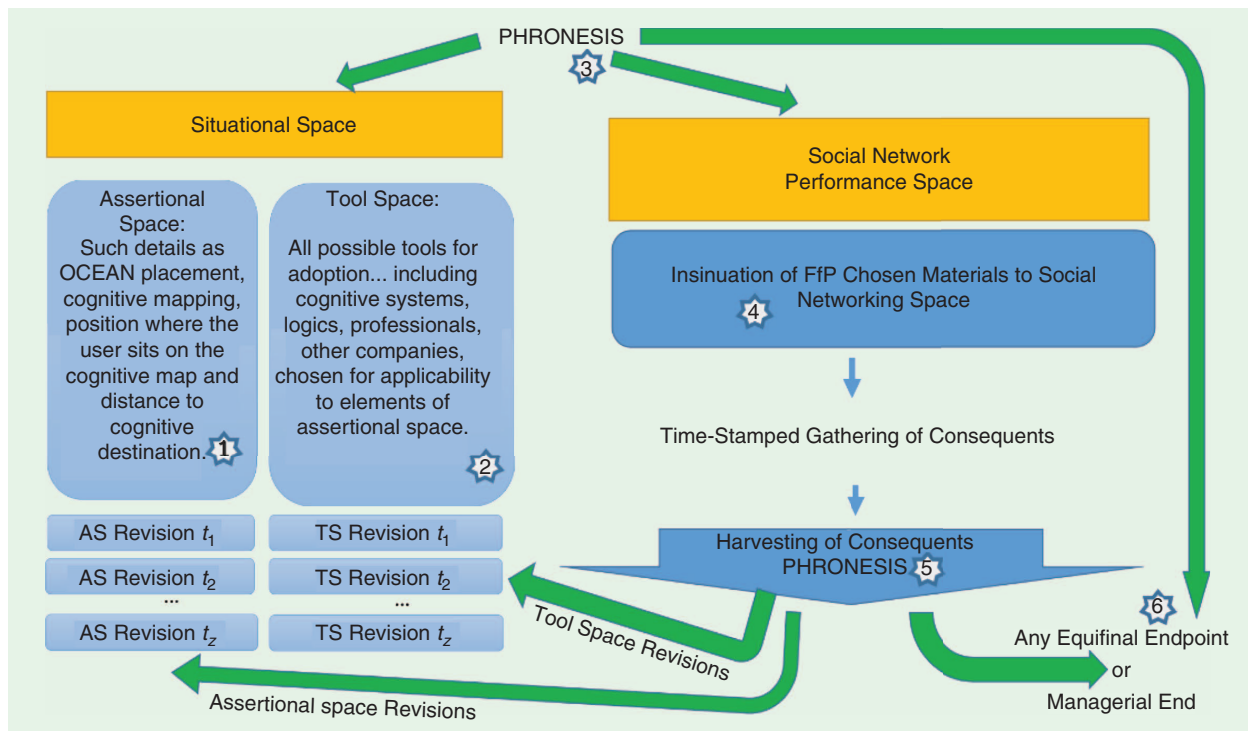 PHRONESIS
3
Situational Space
Assertional
Space:
Such details as
OCEAN placement,
cognitive mapping,
position where the
user sits on the
cognitive map and
distance to
cognitive
destination.
1
Tool Space:
All possible tools for
adoption... including
cognitive systems,
logics, professionals,
other companies,
chosen for applicability
to elements of
assertional space.
2
AS Revision t1
AS Revision t2
...
AS Revision tz
TS Revision t1
TS Revision t2
...
TS Revision tz
Social Network
Performance Space
Insinuation of FfP Chosen Materials to Social
Networking Space
4
Time-Stamped Gathering of Consequents
Harvesting of Consequents
PHRONESIS
5
Tool Space Revisions
Assertional space Revisions
6
Any Equifinal Endpoint
or
Managerial End